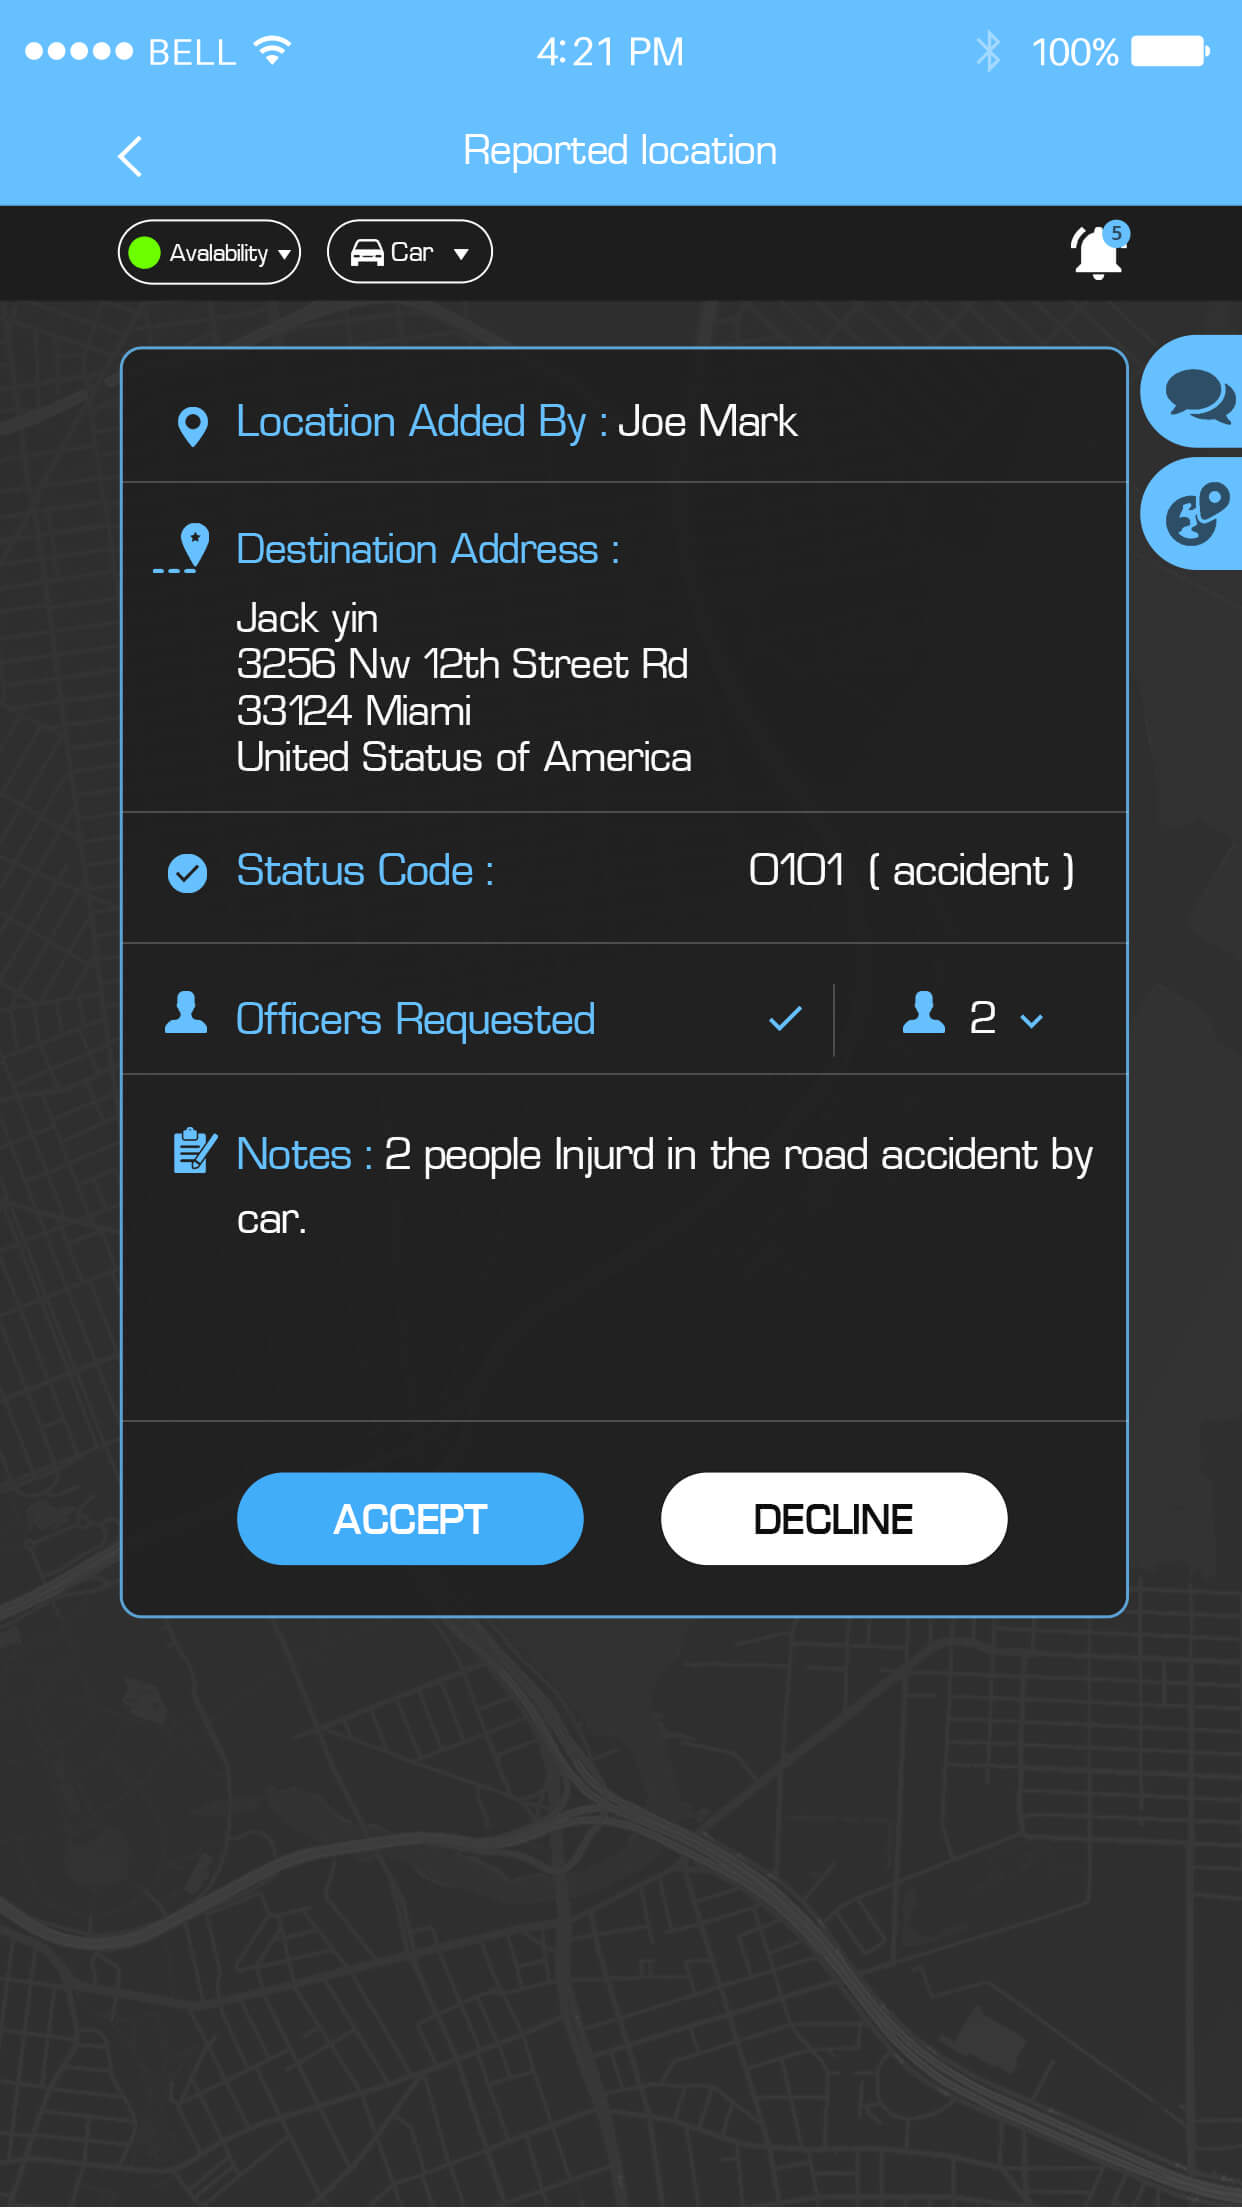 BELL 4:21 PM 100%
Reported location
Avalability Car 5
Location Added By : Joe Mark
Destination Address :
Jack yin
3256 Nw 12th Street Rd
33124 Miami
United Status of America
Status Code : 0101 ( accident )
Officers Requested 2
Notes : 2 people Injurd in the road accident by
car.
ACCEPT DECLINE